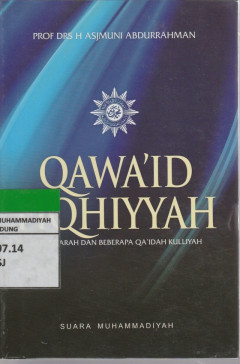 PROF DRS H ASJMUNI ABDURRAHMAN
QAWA'ID
QHIYYAH
ARAH DAN BEBERAPA QA'IDAH KULLIYAH
MUHAMMADIYAH
DUNG
07.14
SJ
SUARA MUHAMMADIYAH